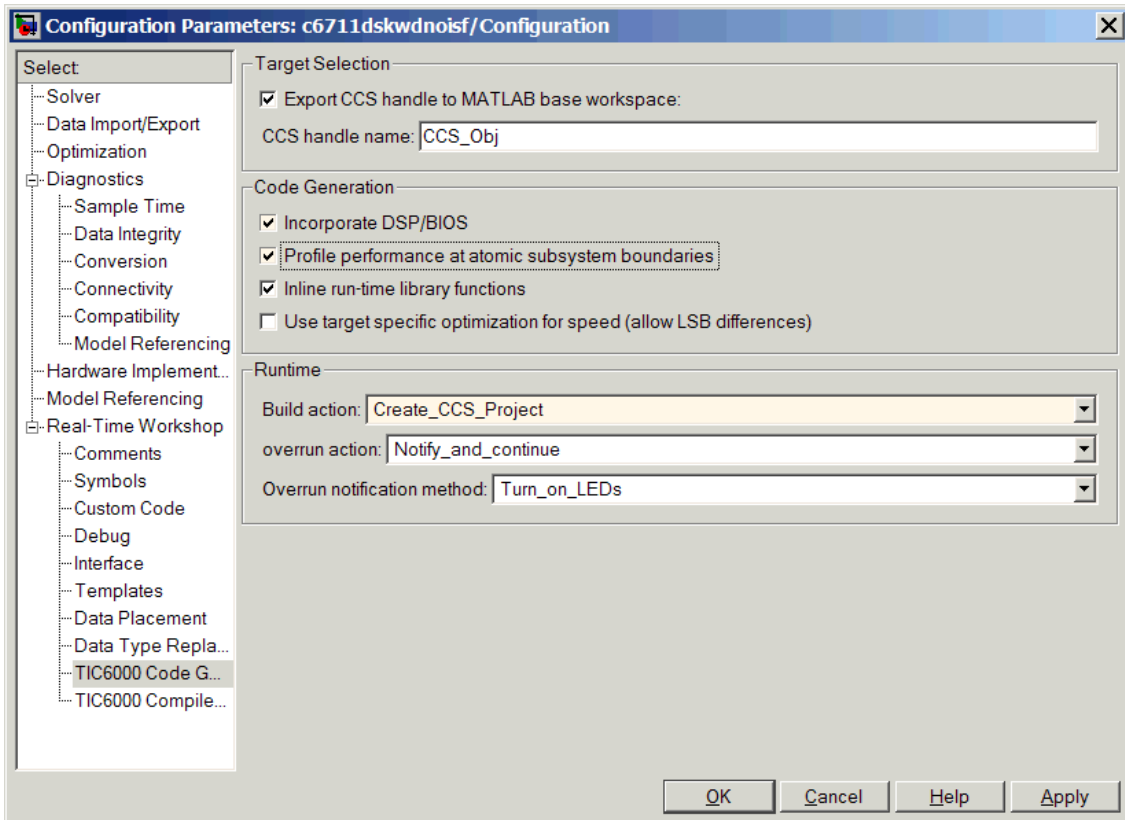 Configuration Parameters: c6711dskwdnoisf/Configuration
Select:
Solver
Data Import/Export
Optimization
Diagnostics
Sample Time
Data Integrity
Conversion
Connectivity
Compatibility
Model Referencing
Hardware Implement...
Model Referencing
Real-Time Workshop
Comments
Symbols
Custom Code
Debug
Interface
Templates
Data Placement
Data Type Repla...
TIC6000 Code G...
TIC6000 Compile...
Target Selection
Export CCS handle to MATLAB base workspace:
CCS handle name: CCS_Obj
Code Generation
Incorporate DSP/BIOS
Profile performance at atomic subsystem boundaries
Inline run-time library functions
Use target specific optimization for speed (allow LSB differences)
Runtime
Build action: Create_CCS_Project
overrun action: Notify_and_continue
Overrun notification method: Turn_on_LEDs
OK Cancel Help Apply